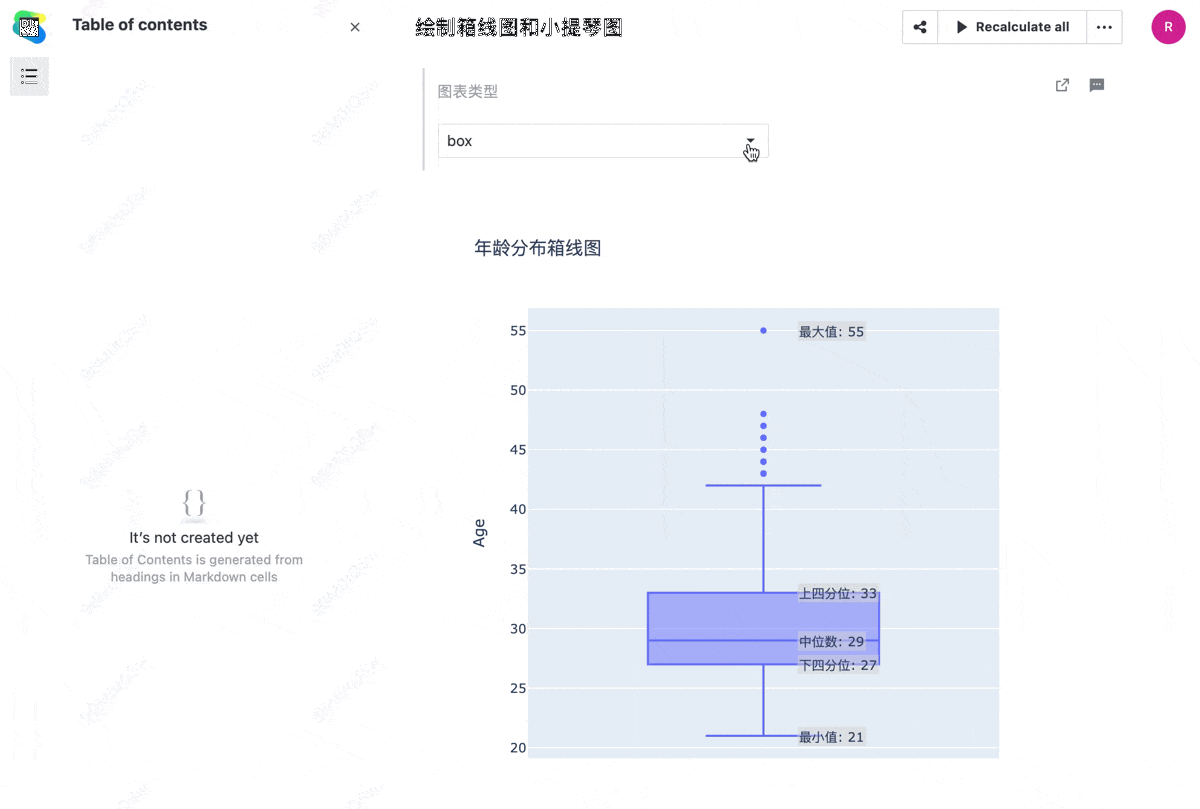 Table of contents
绘制箱线图和小提琴图
Recalculate all
R
图表类型
box
年龄分布箱线图
55
最大值: 55
50
45
40
Age
35
上四分位: 33
30
中位数: 29
下四分位: 27
25
最小值: 21
20
{}
It's not created yet
Table of Contents is generated from
headings in Markdown cells